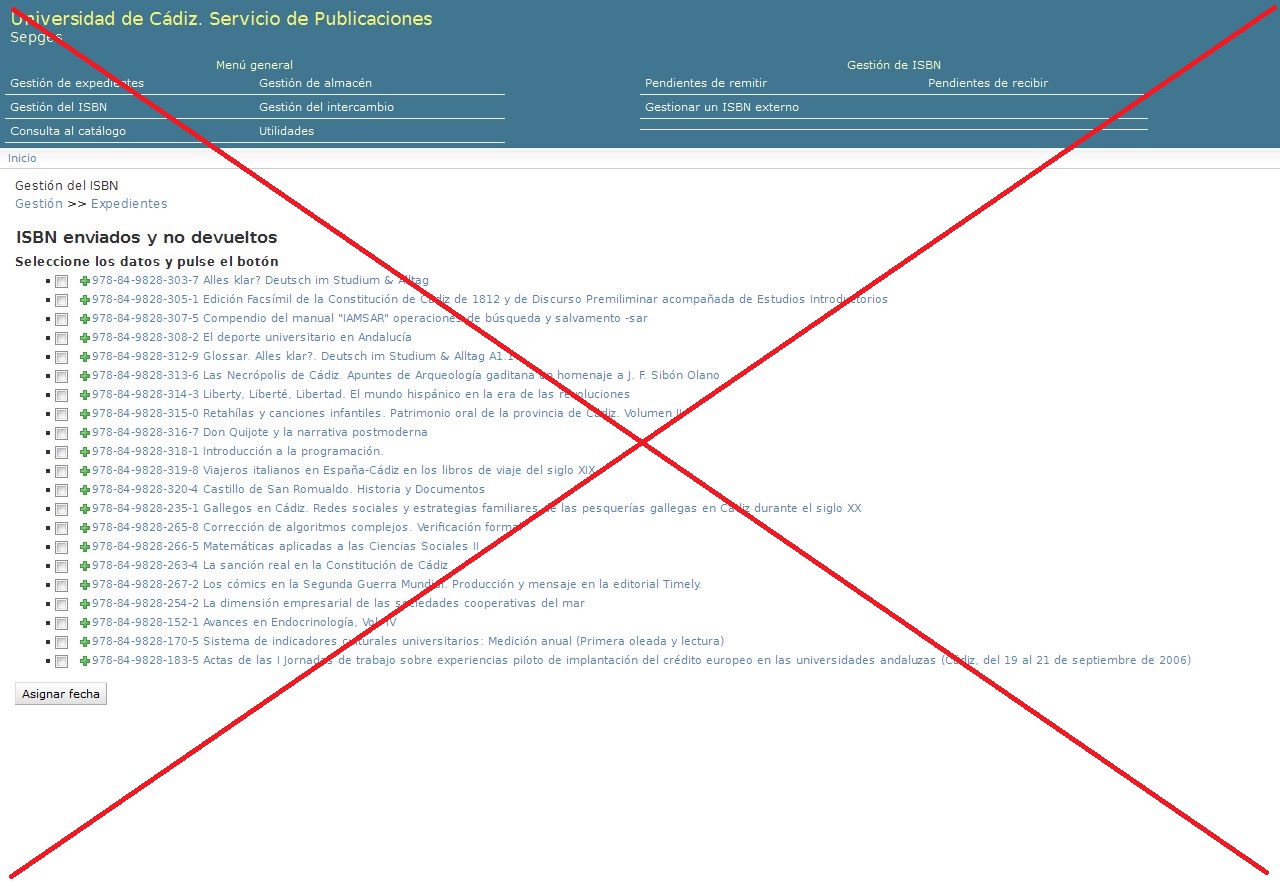 Universidad de Cádiz. Servicio de Publicaciones
Sepges
Menú general
Gestión de expedientes Gestión de almacén
Gestión del ISBN Gestión del intercambio
Consulta al catálogo Utilidades
Gestión de ISBN
Pendientes de remitir Pendientes de recibir
Gestionar un ISBN externo
Inicio
Gestión del ISBN
Gestión >> Expedientes
ISBN enviados y no devueltos
Seleccione los datos y pulse el botón
978-84-9828-303-7 Alles klar? Deutsch im Studium & Alltag
978-84-9828-305-1 Edición Facsímil de la Constitución de Cádiz de 1812 y de Discurso Premiliminar acompañada de Estudios Introductorios
978-84-9828-307-5 Compendio del manual "IAMSAR" operaciones de búsqueda y salvamento -sar
978-84-9828-308-2 El deporte universitario en Andalucía
978-84-9828-312-9 Glossar. Alles klar?. Deutsch im Studium & Alltag A1.1
978-84-9828-313-6 Las Necrópolis de Cádiz. Apuntes de Arqueología gaditana en homenaje a J. F. Sibón Olano
978-84-9828-314-3 Liberty, Liberté, Libertad. El mundo hispánico en la era de las revoluciones
978-84-9828-315-0 Retahílas y canciones infantiles. Patrimonio oral de la provincia de Cádiz. Volumen II
978-84-9828-316-7 Don Quijote y la narrativa postmoderna
978-84-9828-318-1 Introducción a la programación.
978-84-9828-319-8 Viajeros italianos en España-Cádiz en los libros de viaje del siglo XIX
978-84-9828-320-4 Castillo de San Romualdo. Historia y Documentos
978-84-9828-235-1 Gallegos en Cádiz. Redes sociales y estrategias familiares de las pesquerías gallegas en Cádiz durante el siglo XX
978-84-9828-265-8 Corrección de algoritmos complejos. Verificación formal
978-84-9828-266-5 Matemáticas aplicadas a las Ciencias Sociales II
978-84-9828-263-4 La sanción real en la Constitución de Cádiz
978-84-9828-267-2 Los cómics en la Segunda Guerra Mundial. Producción y mensaje en la editorial Timely.
978-84-9828-254-2 La dimensión empresarial de las sociedades cooperativas del mar
978-84-9828-152-1 Avances en Endocrinología, Vol. IV
978-84-9828-170-5 Sistema de indicadores culturales universitarios: Medición anual (Primera oleada y lectura)
978-84-9828-183-5 Actas de las I Jornadas de trabajo sobre experiencias piloto de implantación del crédito europeo en las universidades andaluzas (Cádiz, del 19 al 21 de septiembre de 2006)
Asignar fecha